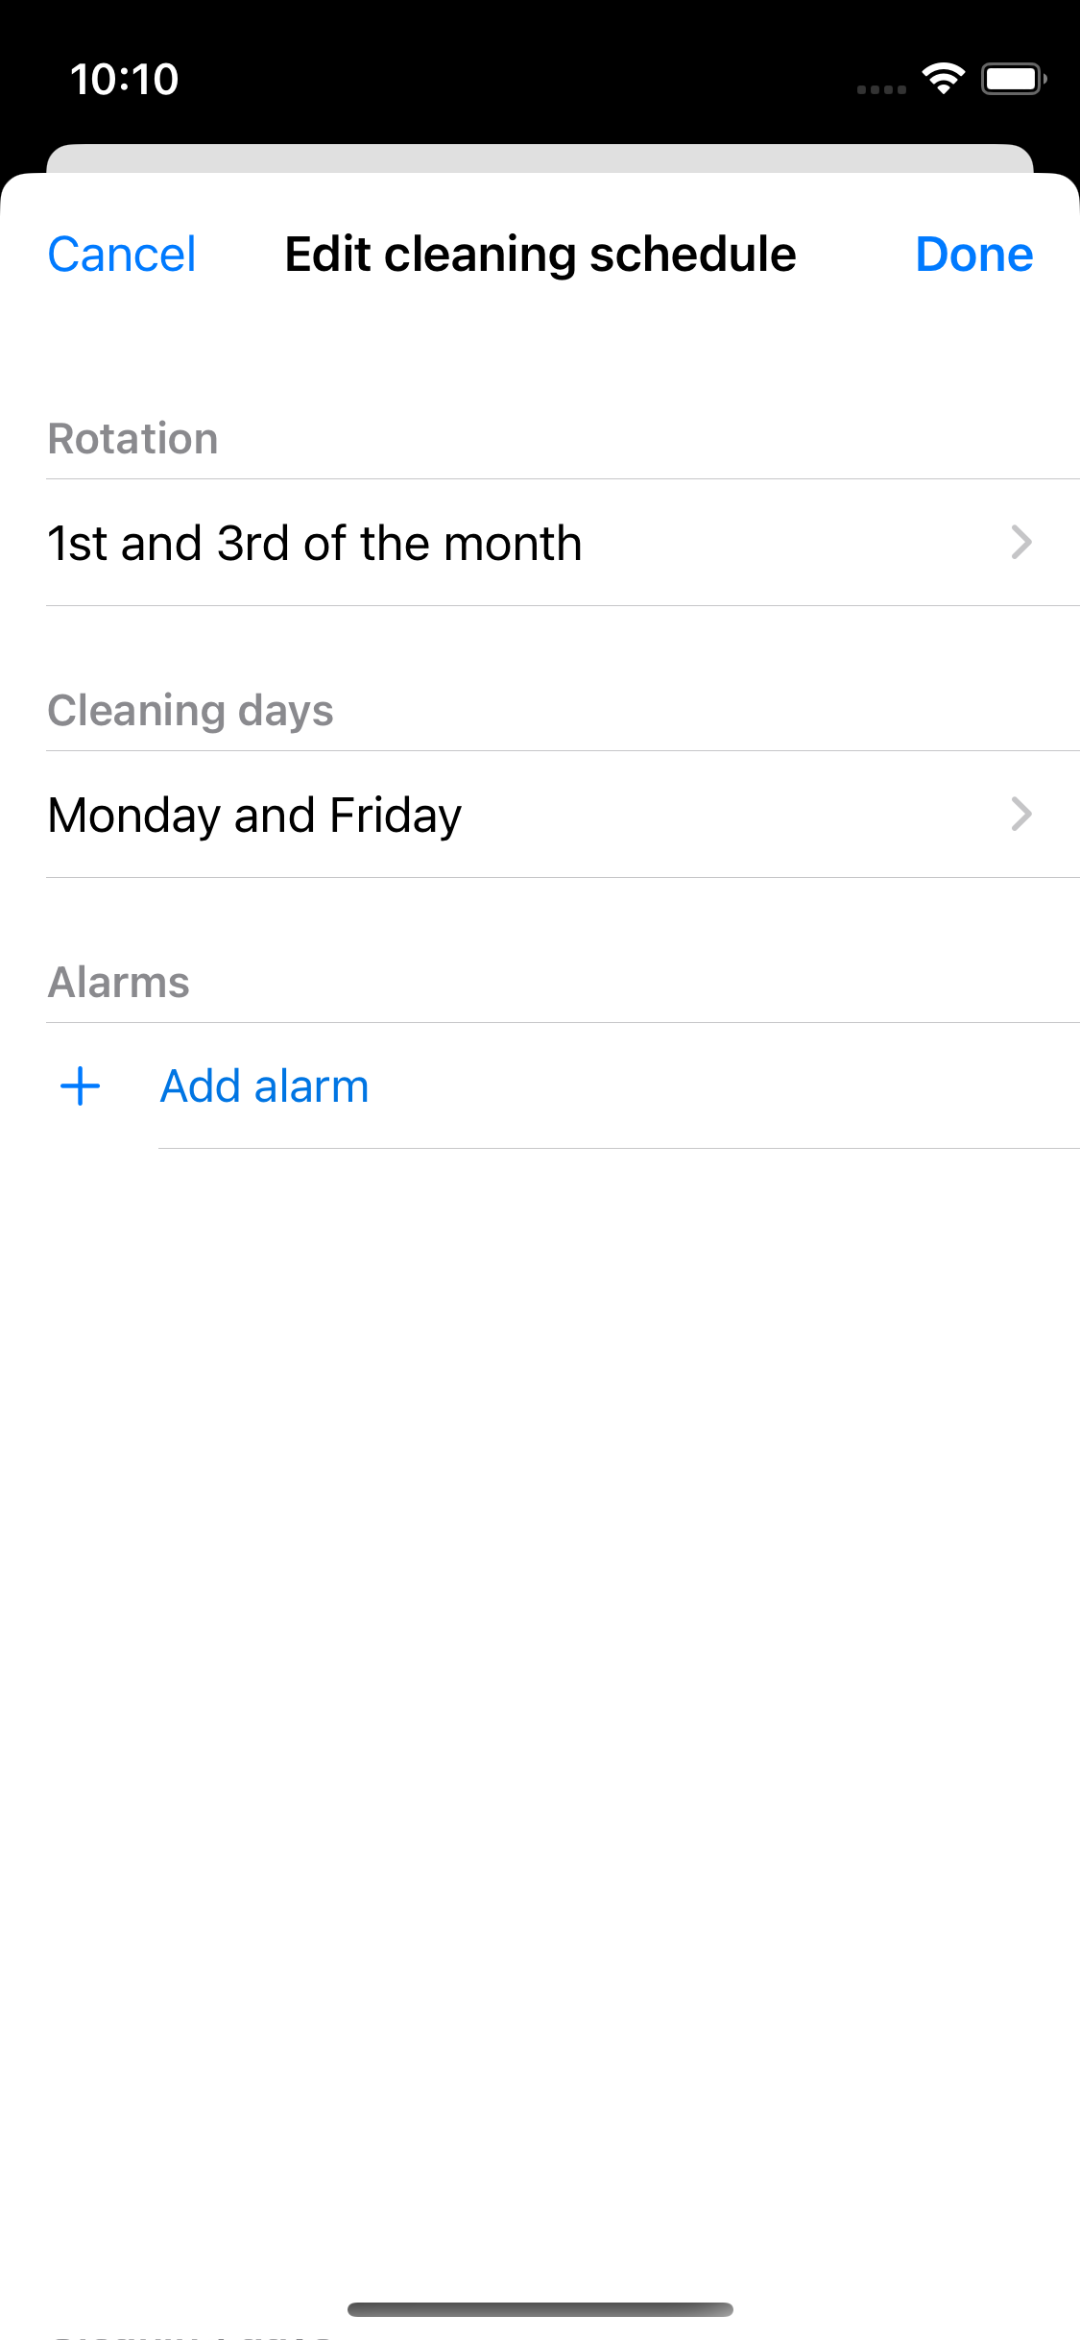 10:10
Cancel
Edit cleaning schedule
Done
Rotation
1st and 3rd of the month
Cleaning days
Monday and Friday
Alarms
Add alarm